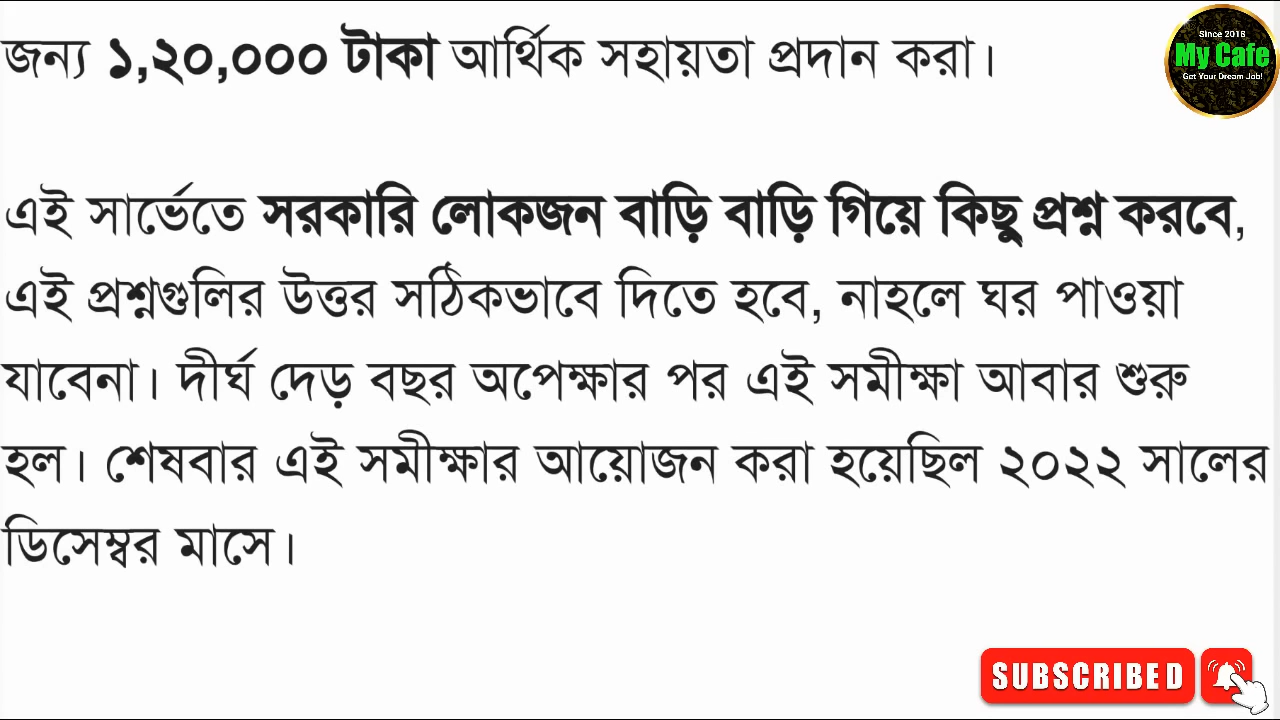 জন্য ১,২০,০০০ টাকা আর্থিক সহায়তা প্রদান করা।
Since 2018
My Cafe
Get Your Dream Job!
এই সার্ভেতে সরকারি লোকজন বাড়ি বাড়ি গিয়ে কিছু প্রশ্ন করবে,
এই প্রশ্নগুলির উত্তর সঠিকভাবে দিতে হবে, নাহলে ঘর পাওয়া
যাবেনা। দীর্ঘ দেড় বছর অপেক্ষার পর এই সমীক্ষা আবার শুরু
হল। শেষবার এই সমীক্ষার আয়োজন করা হয়েছিল ২০২২ সালের
ডিসেম্বর মাসে।
SUBSCRIBED